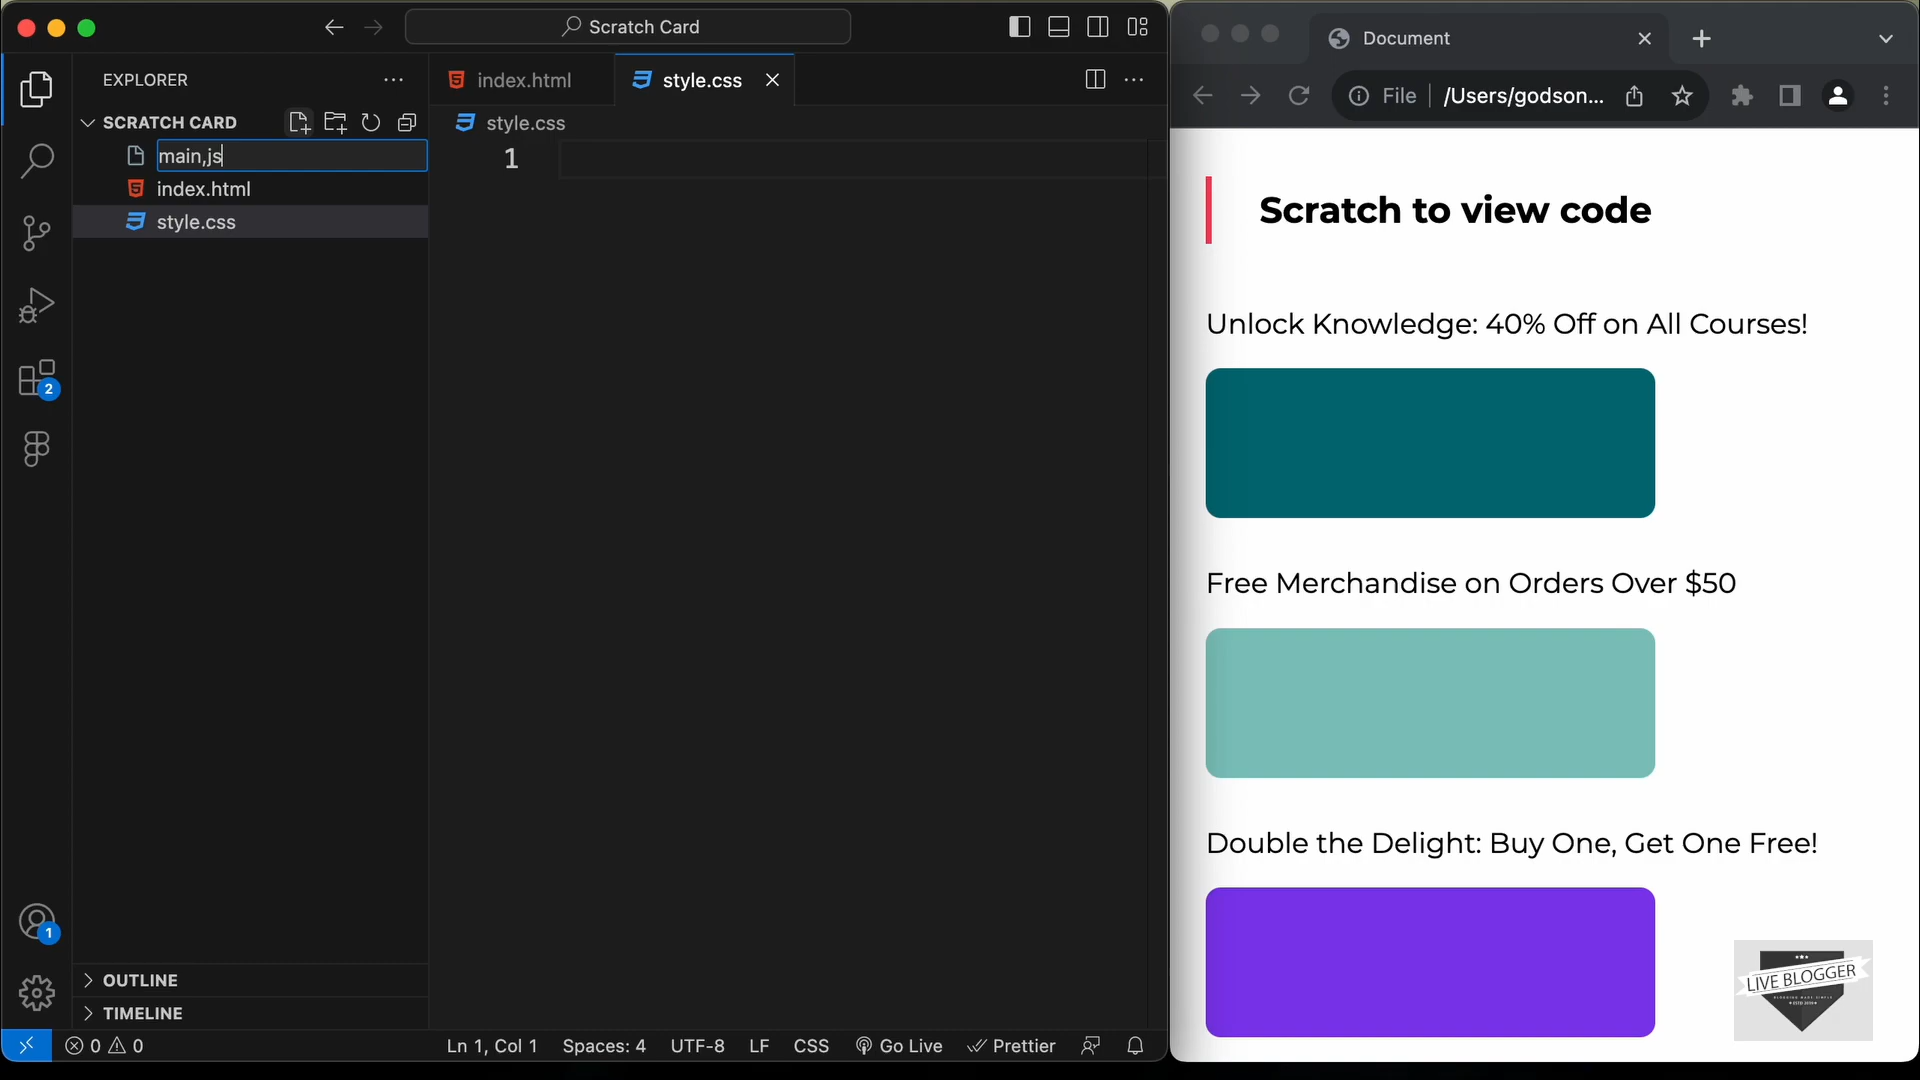 Scratch Card
EXPLORER
SCRATCH CARD
main,js
index.html
style.css
2
1
OUTLINE
TIMELINE
index.html
style.css
style.css
1
0 0
Ln 1, Col 1
Spaces: 4
UTF-8
LF
CSS
Go Live
Prettier
Document
File
/Users/godson...
Scratch to view code
Unlock Knowledge: 40% Off on All Courses!
Free Merchandise on Orders Over $50
Double the Delight: Buy One, Get One Free!
LIVE BLOGGER